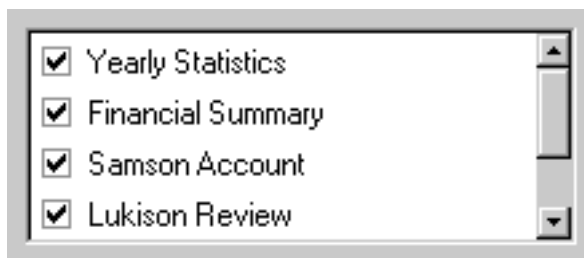 Yearly Statistics
Financial Summary
Samson Account
Lukison Review